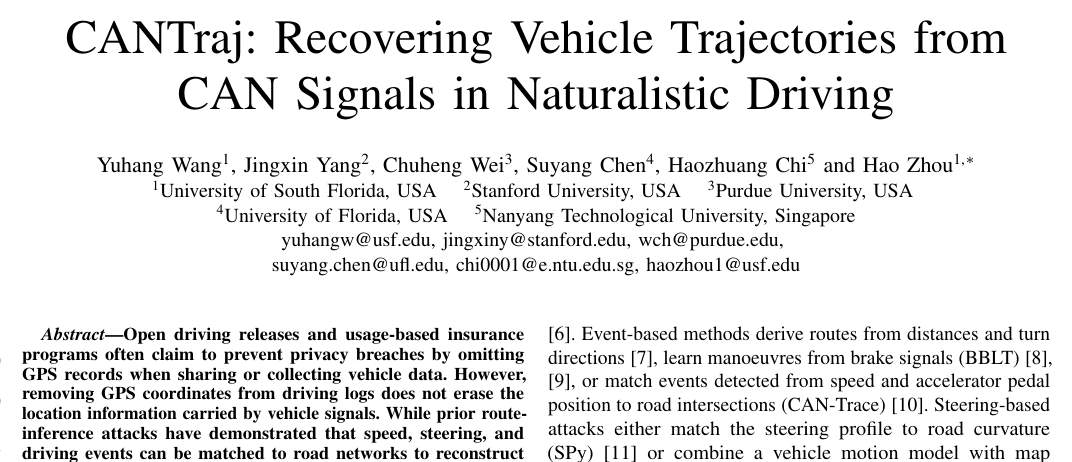 CANTraj: Recovering Vehicle Trajectories from
CAN Signals in Naturalistic Driving
Yuhang Wang1, Jingxin Yang2, Chuheng Wei3, Suyang Chen4, Haozhuang Chi5 and Hao Zhou1,*
1University of South Florida, USA 2Stanford University, USA 3Purdue University, USA
4University of Florida, USA 5Nanyang Technological University, Singapore
yuhangw@usf.edu, jingxiny@stanford.edu, wch@purdue.edu,
suyang.chen@ufl.edu, chi0001@e.ntu.edu.sg, haozhou1@usf.edu
Abstract—Open driving releases and usage-based insurance
programs often claim to prevent privacy breaches by omitting
GPS records when sharing or collecting vehicle data. However,
removing GPS coordinates from driving logs does not erase the
location information carried by vehicle signals. While prior route-
inference attacks have demonstrated that speed, steering, and
driving events can be matched to road networks to reconstruct
[6]. Event-based methods derive routes from distances and turn
directions [7], learn manoeuvres from brake signals (BBLT) [8],
[9], or match events detected from speed and accelerator pedal
position to road intersections (CAN-Trace) [10]. Steering-based
attacks either match the steering profile to road curvature
(SPy) [11] or combine a vehicle motion model with map